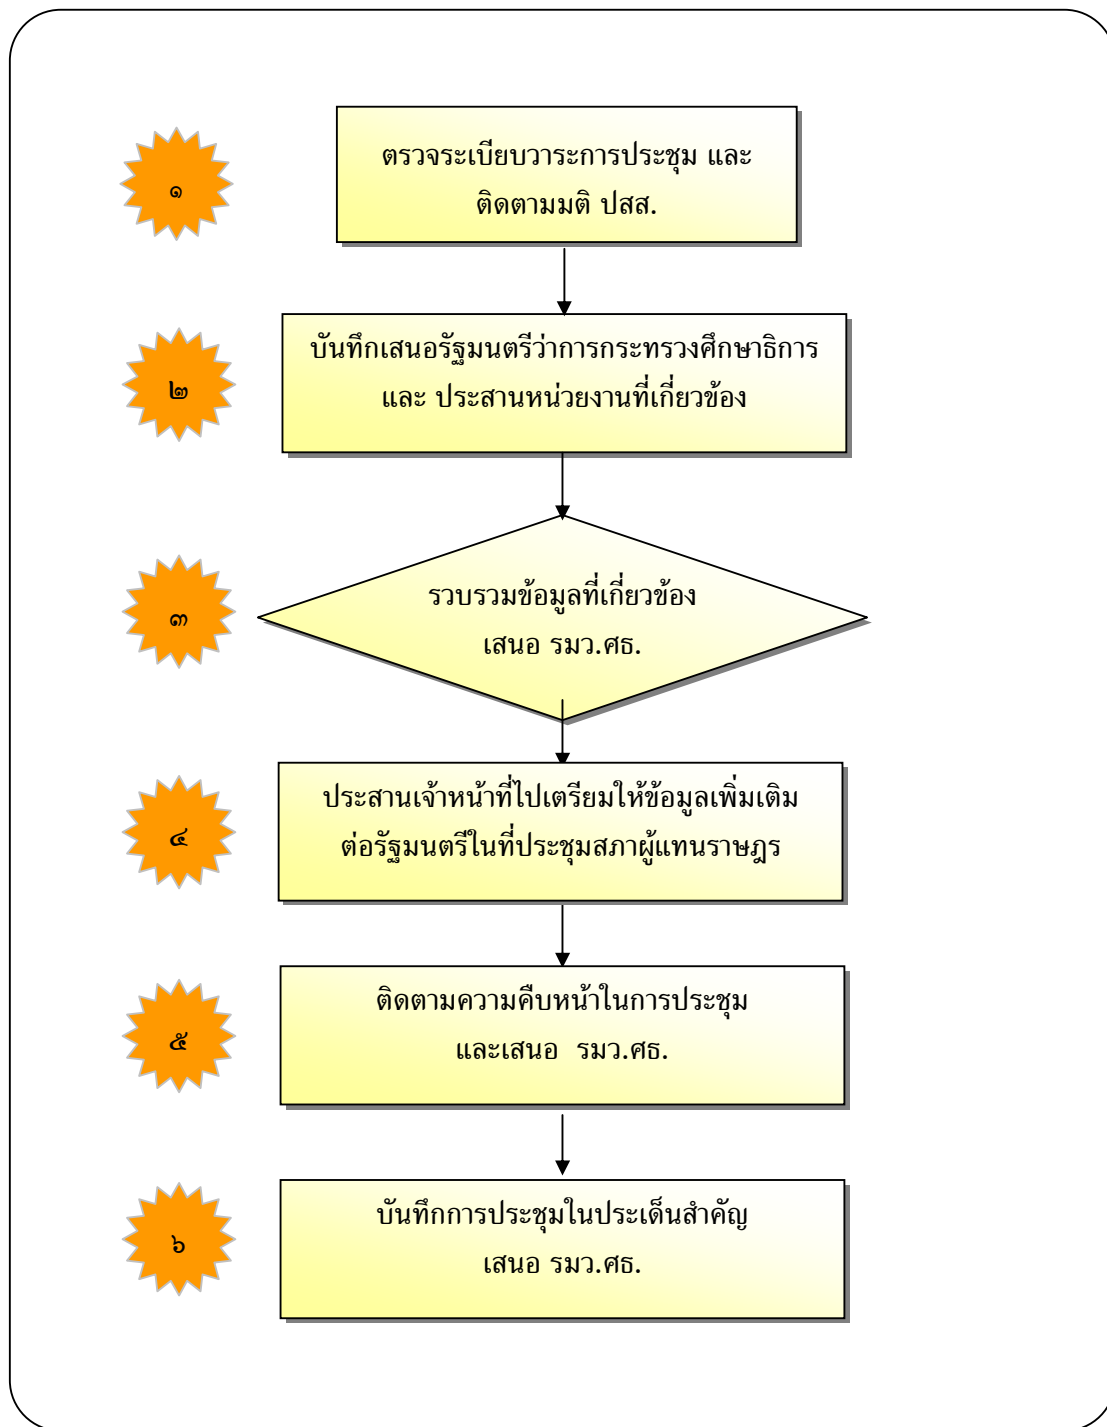 ๑
ตรวจระเบียบวาระการประชุม และ
ติดตามมติ ปสส.
๒
บันทึกเสนอรัฐมนตรีว่าการกระทรวงศึกษาธิการ
และ ประสานหน่วยงานที่เกี่ยวข้อง
๓
รวบรวมข้อมูลที่เกี่ยวข้อง
เสนอ รมว.ศธ.
๔
ประสานเจ้าหน้าที่ไปเตรียมให้ข้อมูลเพิ่มเติม
ต่อรัฐมนตรีในที่ประชุมสภาผู้แทนราษฎร
๕
ติดตามความคืบหน้าในการประชุม
และเสนอ  รมว.ศธ.
๖
บันทึกการประชุมในประเด็นสำคัญ
เสนอ รมว.ศธ.